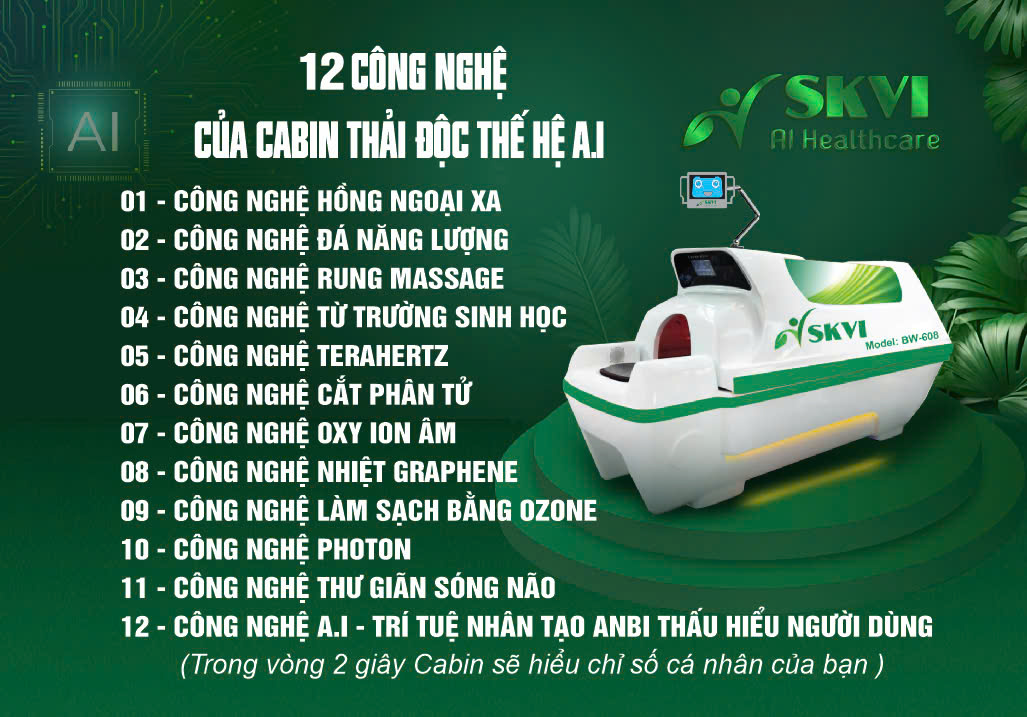 12 CÔNG NGHỆ
CỦA CABIN THẢI ĐỘC THẾ HỆ A.I
AI
SKVI
AI Healthcare
01 - CÔNG NGHỆ HỒNG NGOẠI XA
02 - CÔNG NGHỆ ĐÁ NĂNG LƯỢNG
03 - CÔNG NGHỆ RUNG MASSAGE
04 - CÔNG NGHỆ TỪ TRƯỜNG SINH HỌC
05 - CÔNG NGHỆ TERAHERTZ
06 - CÔNG NGHỆ CẮT PHÂN TỬ
07 - CÔNG NGHỆ OXY ION ÂM
08 - CÔNG NGHỆ NHIỆT GRAPHENE
09 - CÔNG NGHỆ LÀM SẠCH BẰNG OZONE
10 - CÔNG NGHỆ PHOTON
11 - CÔNG NGHỆ THƯ GIÃN SÓNG NÃO
12 - CÔNG NGHỆ A.I - TRÍ TUỆ NHÂN TẠO ANBI THẤU HIỂU NGƯỜI DÙNG
(Trong vòng 2 giây Cabin sẽ hiểu chỉ số cá nhân của bạn )
SKVI
SKVI
Model: BW-608